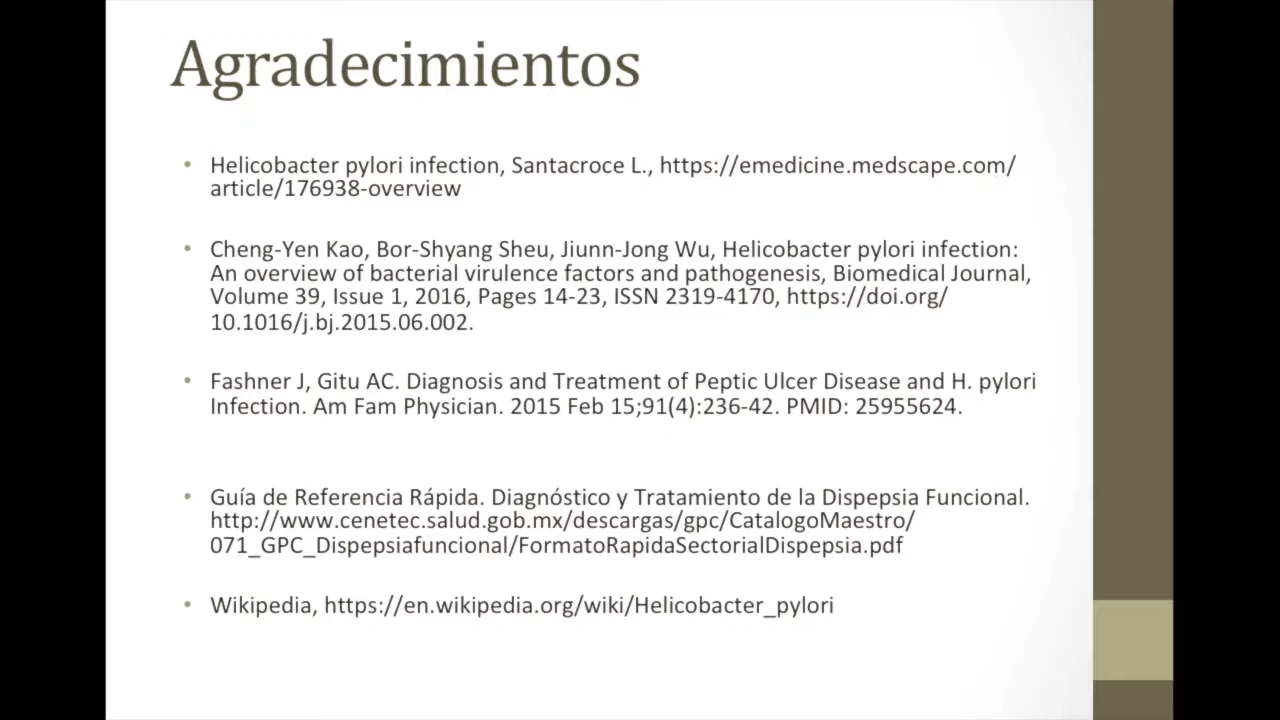 Agradecimientos
• Helicobacter pylori infection, Santacroce L., https://emedicine.medscape.com/
article/176938-overview
• Cheng-Yen Kao, Bor-Shyang Sheu, Jiunn-Jong Wu, Helicobacter pylori infection:
An overview of bacterial virulence factors and pathogenesis, Biomedical Journal,
Volume 39, Issue 1, 2016, Pages 14-23, ISSN 2319-4170, https://doi.org/
10.1016/j.bj.2015.06.002.
• Fashner J, Gitu AC. Diagnosis and Treatment of Peptic Ulcer Disease and H. pylori
Infection. Am Fam Physician. 2015 Feb 15;91(4):236-42. PMID: 25955624.
• Guía de Referencia Rápida. Diagnóstico y Tratamiento de la Dispepsia Funcional.
http://www.cenetec.salud.gob.mx/descargas/gpc/CatalogoMaestro/
071_GPC_Dispepsiafuncional/FormatoRapidaSectorialDispepsia.pdf
• Wikipedia, https://en.wikipedia.org/wiki/Helicobacter_pylori